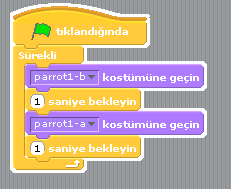 tıklandığında
Sürekli
parrot1-b kostümüne geçin
1 saniye bekleyin
parrot1-a kostümüne geçin
1 saniye bekleyin